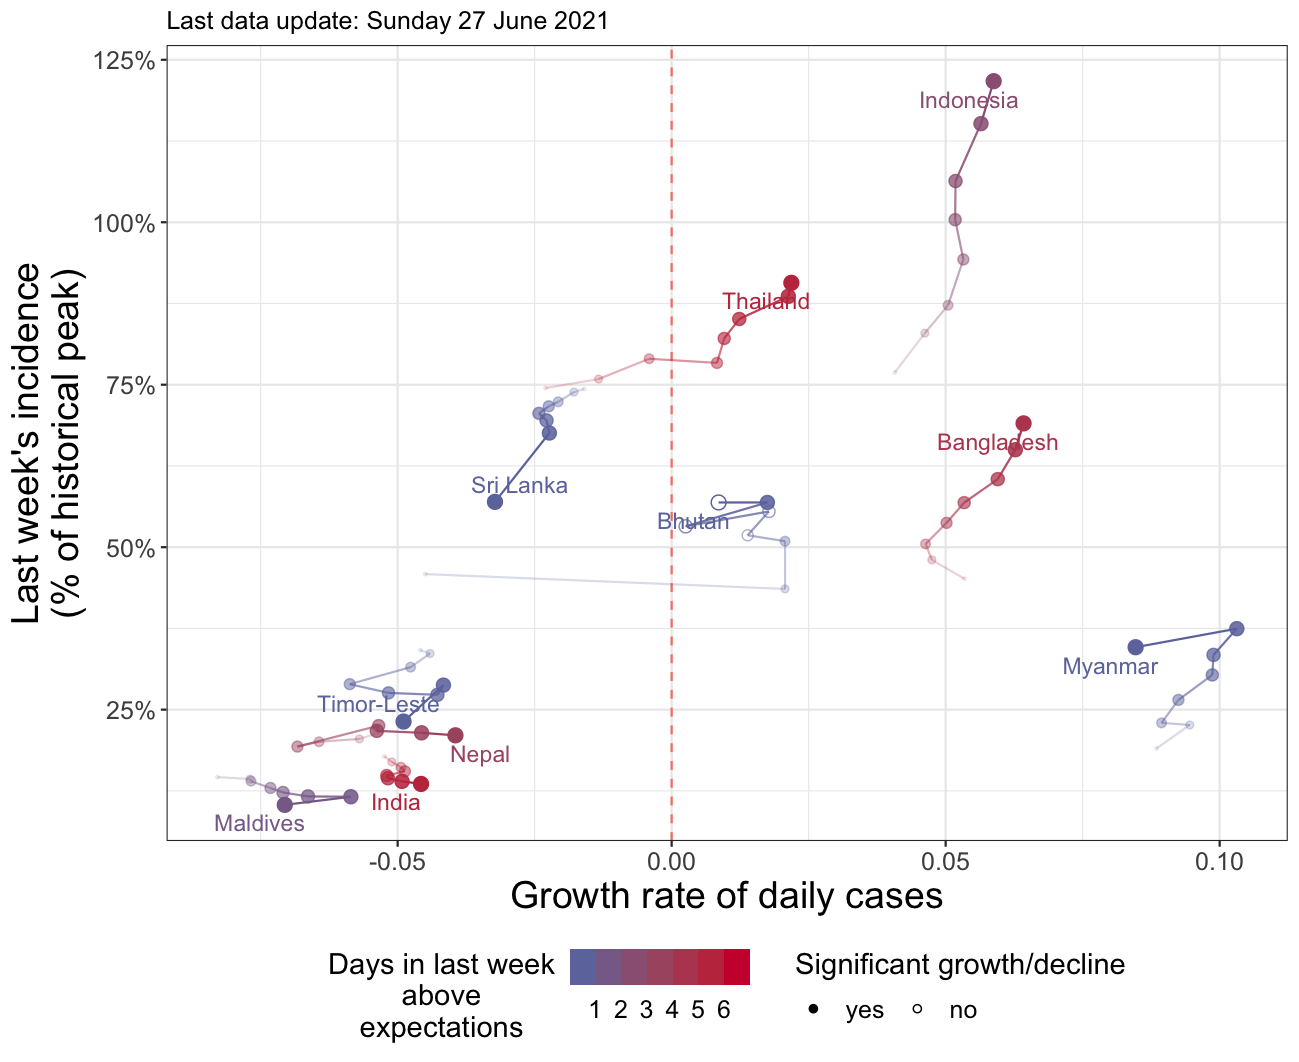 Last data update: Sunday 27 June 2021
125%
100%
75%
50%
25%
Last week's incidence
(% of historical peak)
Indonesia
Thailand
Bangladesh
Sri Lanka
Bhutan
Myanmar
Timor-Leste
Nepal
India
Maldives
-0.05
0.00
0.05
0.10
Growth rate of daily cases
Days in last week
above
expectations
1 2 3 4 5 6
Significant growth/decline
yes
no